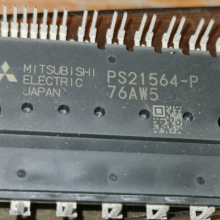 MITSUBISHI
ELECTRIC
JAPAN
PS21564-P
76AW5